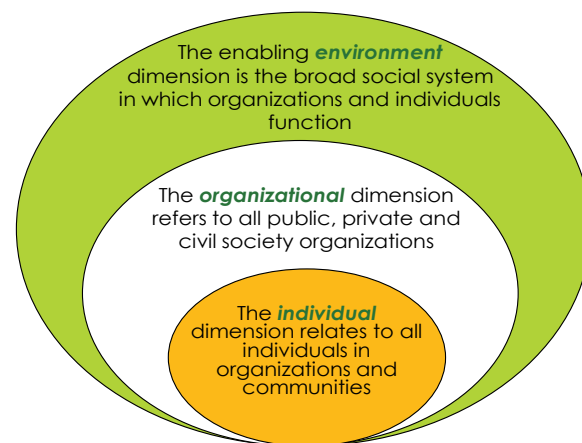 The enabling environment
dimension is the broad social system
in which organizations and individuals
function
The organizational dimension
refers to all public, private and
civil society organizations
The individual
dimension relates to all
individuals in
organizations and
communities